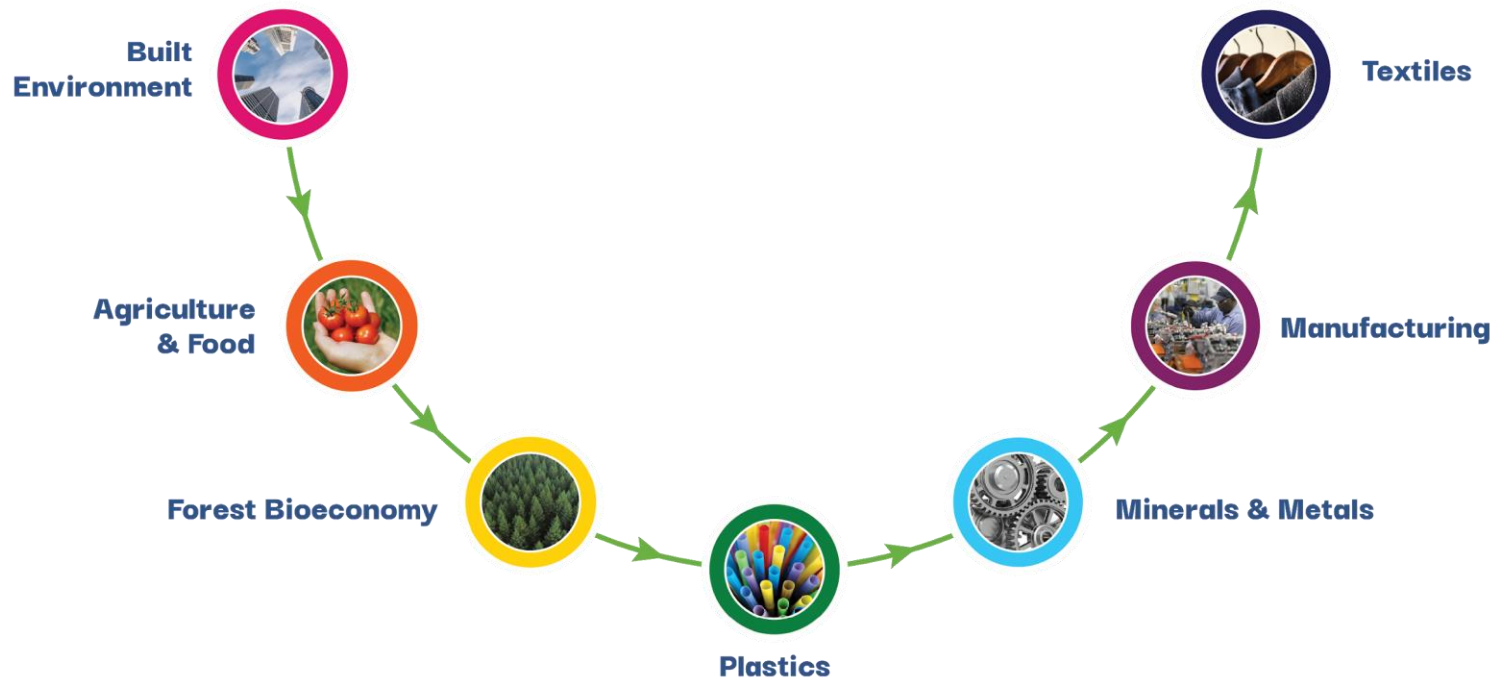 Built
Environment
Agriculture
& Food
Forest Bioeconomy
Plastics
Minerals & Metals
Manufacturing
Textiles